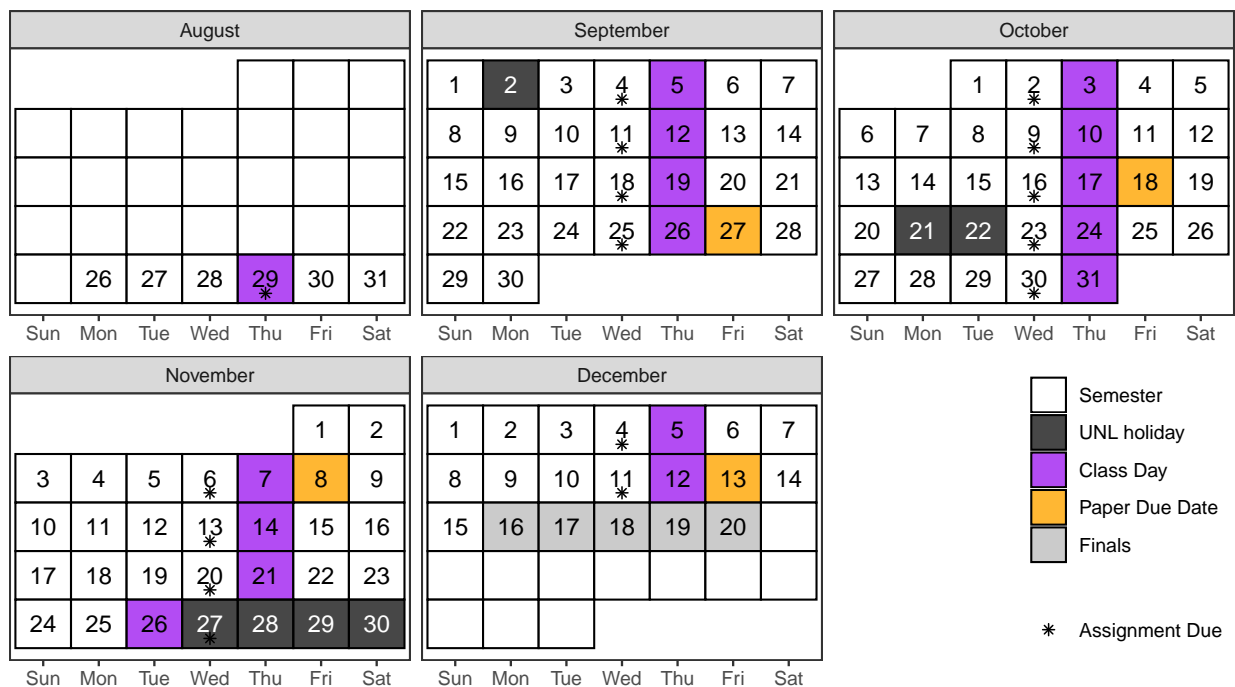 August
26 27 28 29 30 31
*
Sun Mon Tue Wed Thu Fri Sat
September
1 2 3 4 5 6 7
*
8 9 10 11 12 13 14
*
15 16 17 18 19 20 21
*
22 23 24 25 26 27 28
*
29 30
Sun Mon Tue Wed Thu Fri Sat
October
1 2 3 4 5
*
6 7 8 9 10 11 12
*
13 14 15 16 17 18 19
*
20 21 22 23 24 25 26
*
27 28 29 30 31
*
Sun Mon Tue Wed Thu Fri Sat
November
1 2
3 4 5 6 7 8 9
*
10 11 12 13 14 15 16
*
17 18 19 20 21 22 23
*
24 25 26 27 28 29 30
*
Sun Mon Tue Wed Thu Fri Sat
December
1 2 3 4 5 6 7
*
8 9 10 11 12 13 14
*
15 16 17 18 19 20
Sun Mon Tue Wed Thu Fri Sat
Semester
UNL holiday
Class Day
Paper Due Date
Finals
* Assignment Due